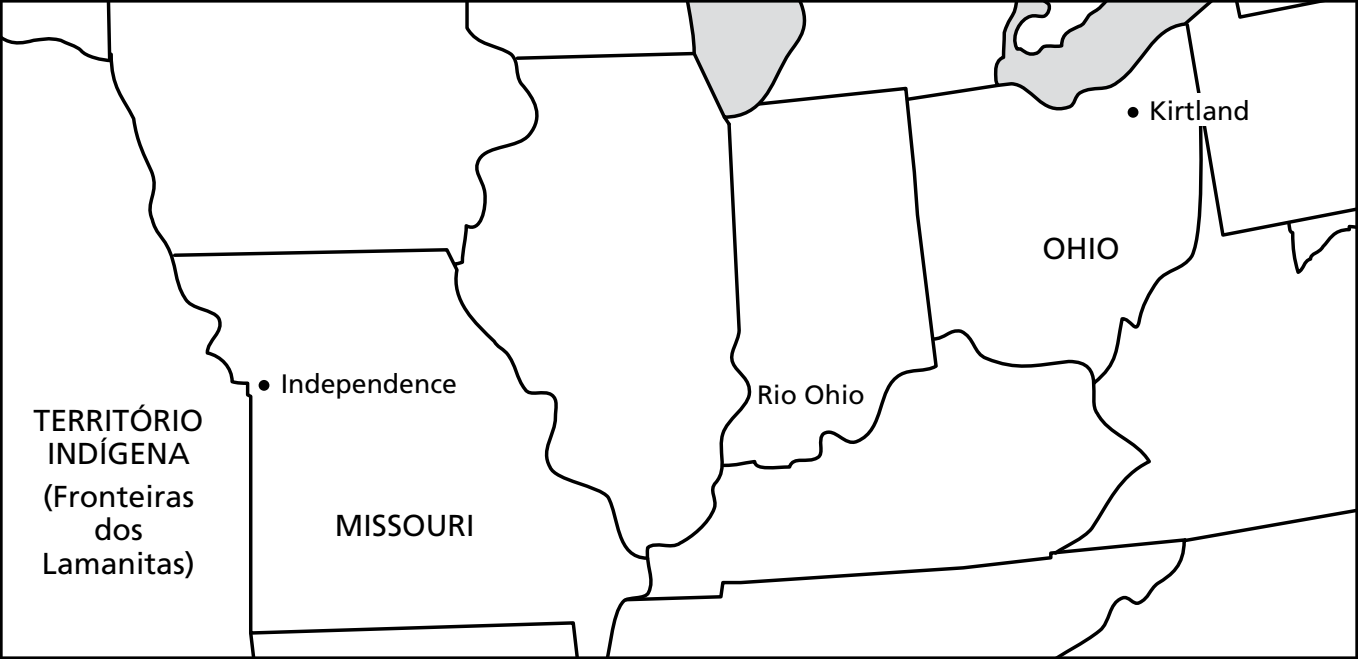 Kirtland
OHIO
Independence
Rio Ohio
TERRITÓRIO
INDÍGENA
(Fronteiras
dos
Lamanitas)
MISSOURI